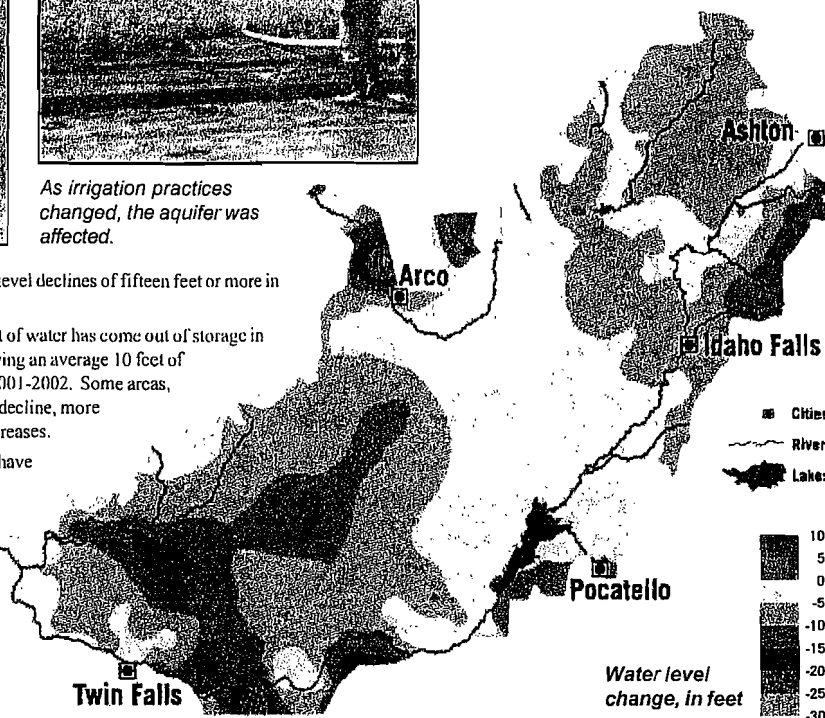 As irrigation practices
changed, the aquifer was
affected.
evel declines of fifteen feet or more in
t of water has come out of storage in
ing an average 10 feet of
001-2002. Some areas,
decline, more
reases.
have
Ashton
Arco
Idaho Falls
Pocatello
Twin Falls
Cities
River
Lakes
Water level
change, in feet
10
5
0
-5
-10
-15
-20
-25
-30